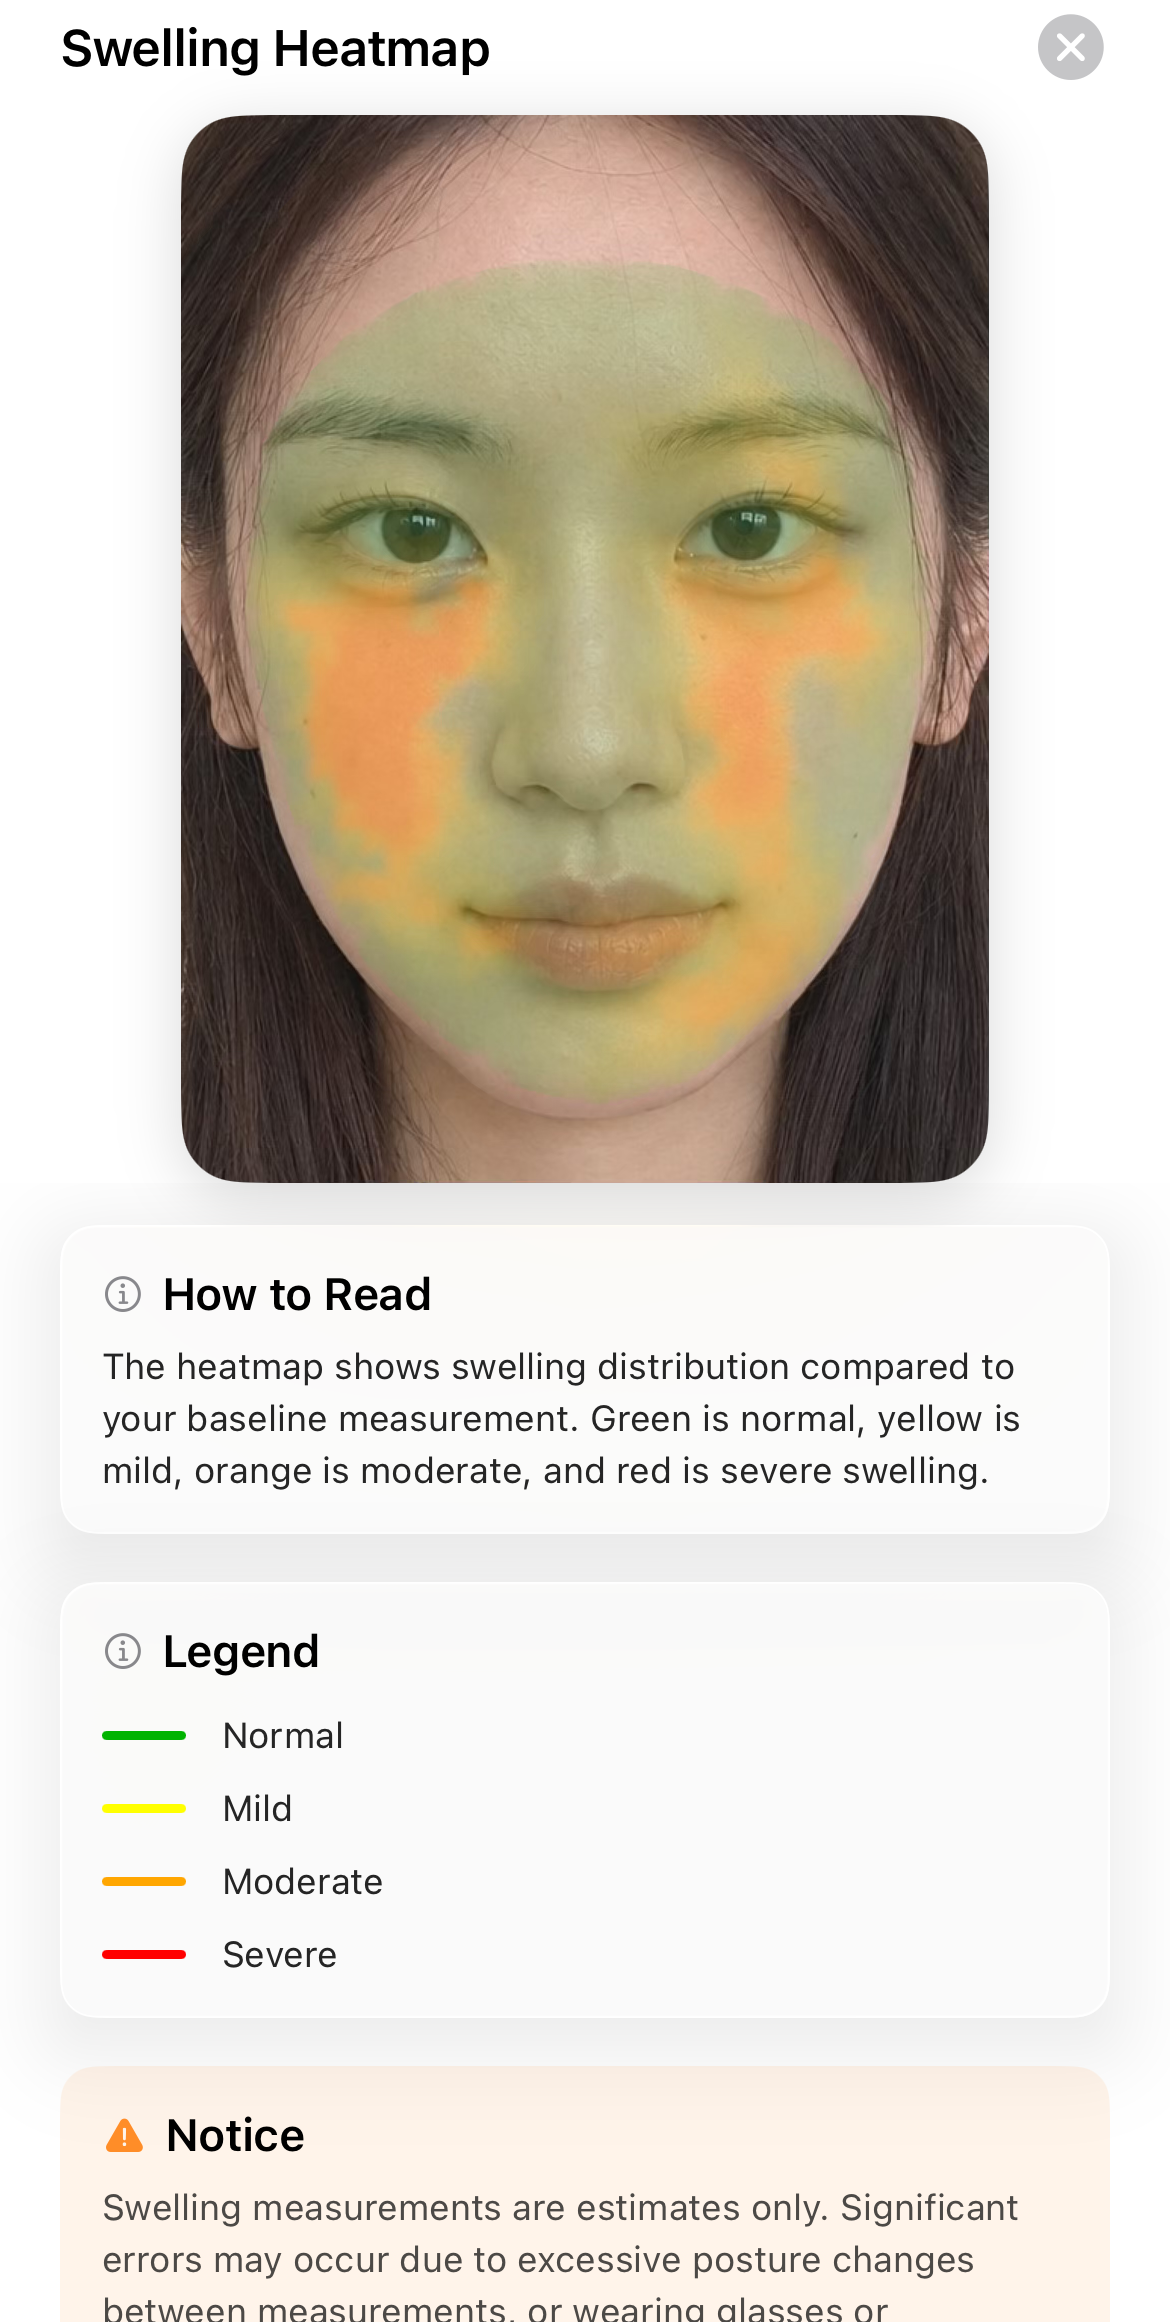 Swelling Heatmap
How to Read
The heatmap shows swelling distribution compared to
your baseline measurement. Green is normal, yellow is
mild, orange is moderate, and red is severe swelling.
Legend
Normal
Mild
Moderate
Severe
Notice
Swelling measurements are estimates only. Significant
errors may occur due to excessive posture changes
between measurements, or wearing glasses or